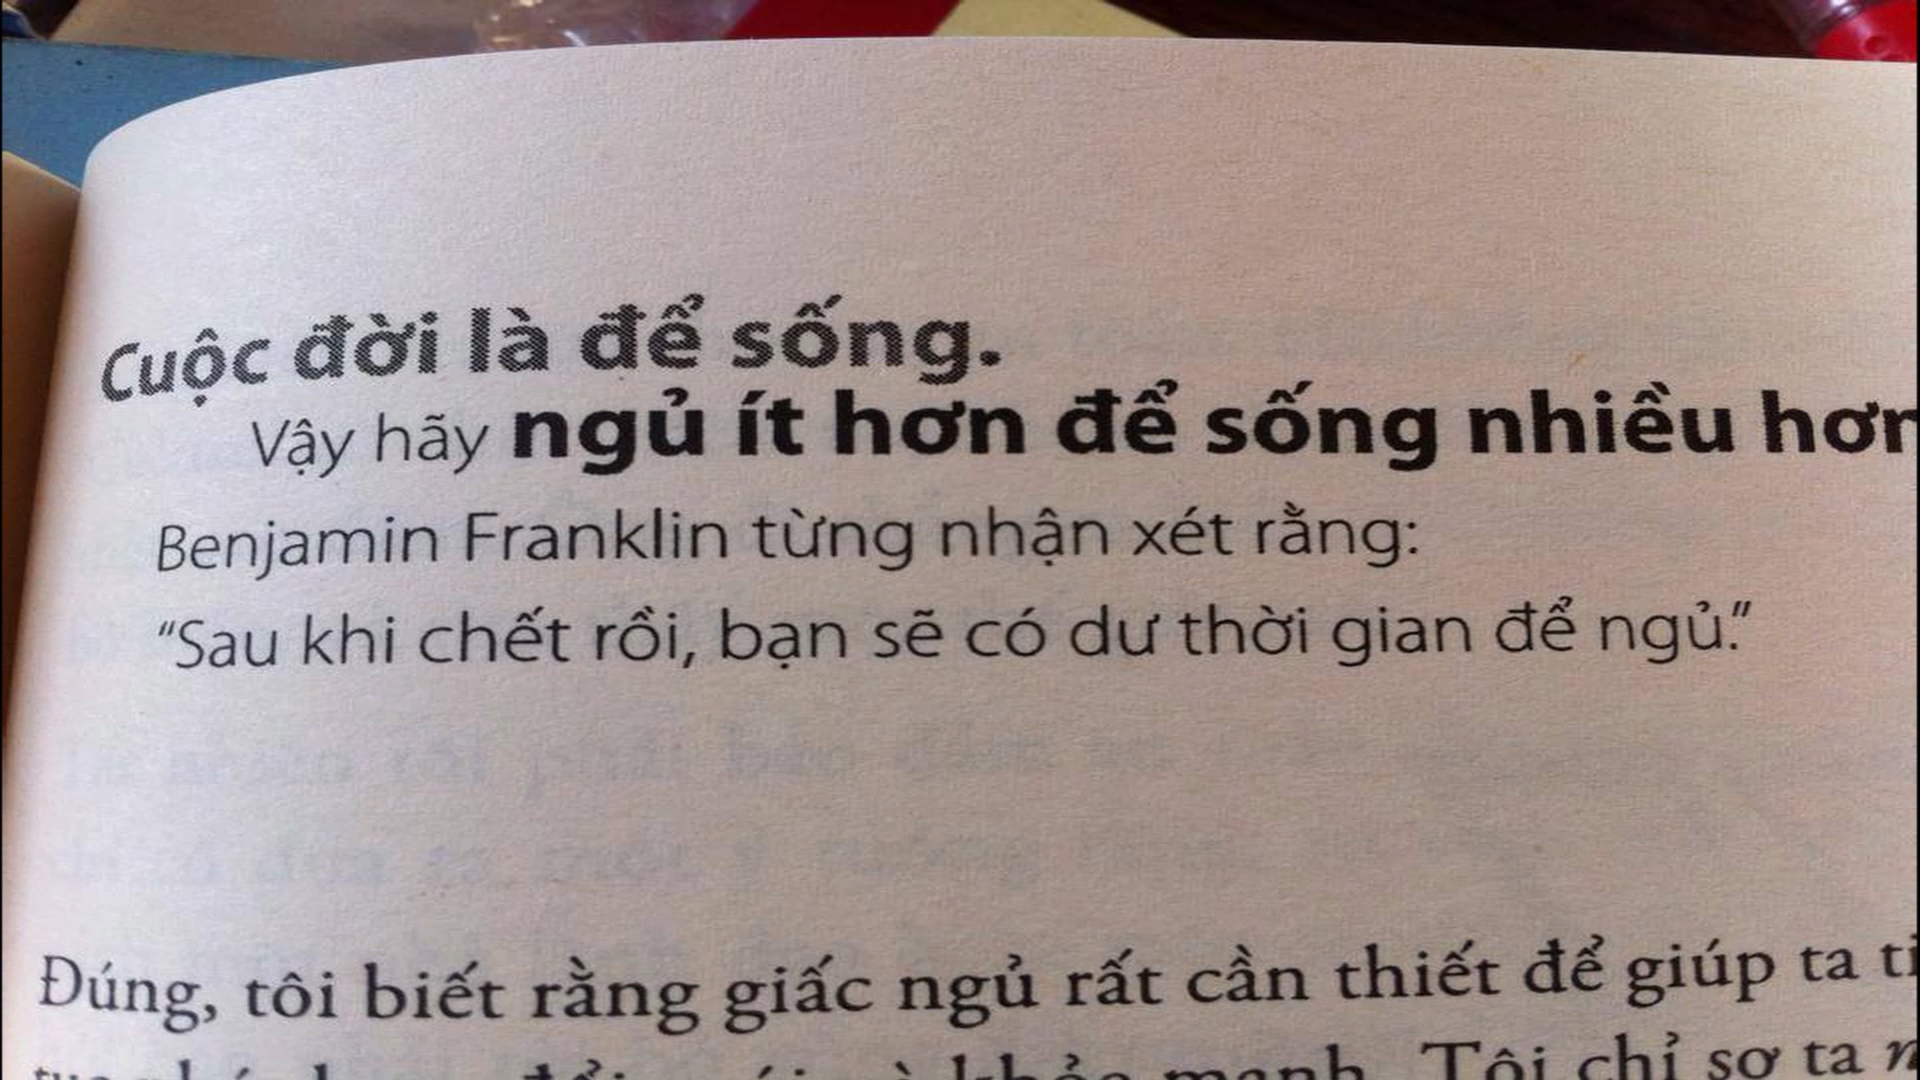 Cuộc đời là để sống.
Vậy hãy ngủ ít hơn để sống nhiều hơn
Benjamin Franklin từng nhận xét rằng:
“Sau khi chết rồi, bạn sẽ có dư thời gian để ngủ.”
Đúng, tôi biết rằng giấc ngủ rất cần thiết để giúp ta
khỏe mạnh. Tôi chỉ sợ ta